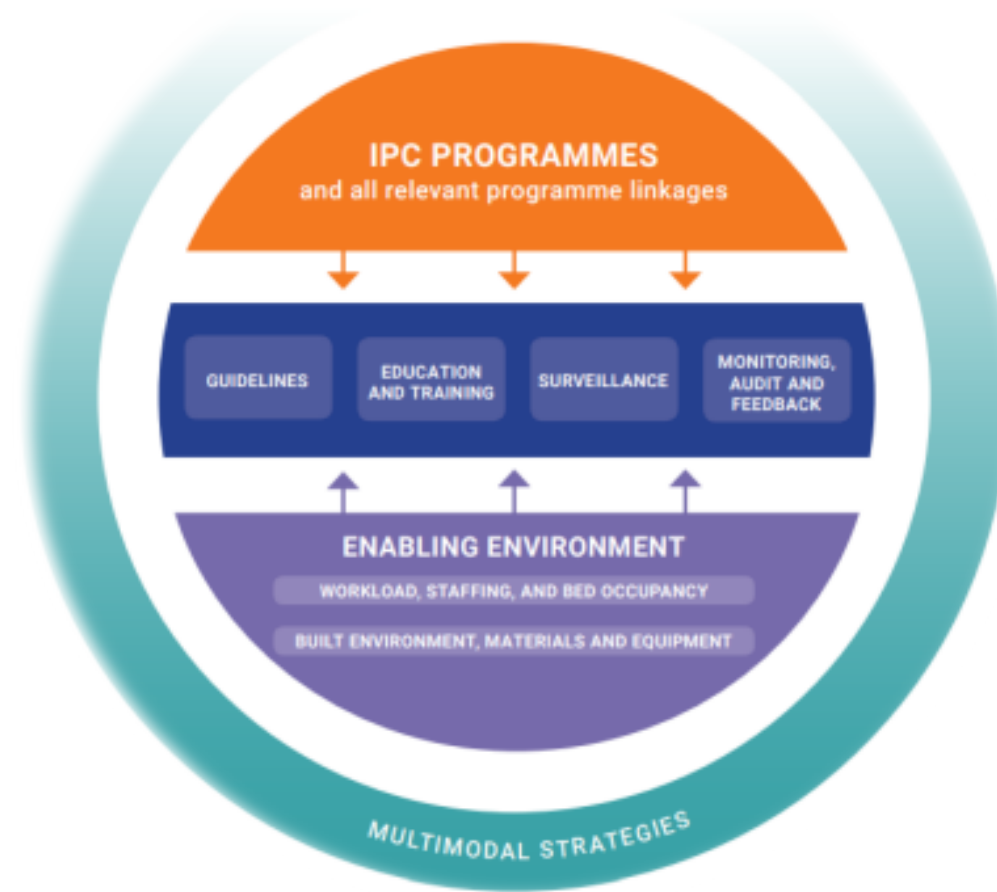 IPC PROGRAMMES
and all relevant programme linkages
GUIDELINES
EDUCATION
AND TRAINING
SURVEILLANCE
MONITORING,
AUDIT AND
FEEDBACK
ENABLING ENVIRONMENT
WORKLOAD, STAFFING, AND BED OCCUPANCY
BUILT ENVIRONMENT, MATERIALS AND EQUIPMENT
MULTIMODAL STRATEGIES